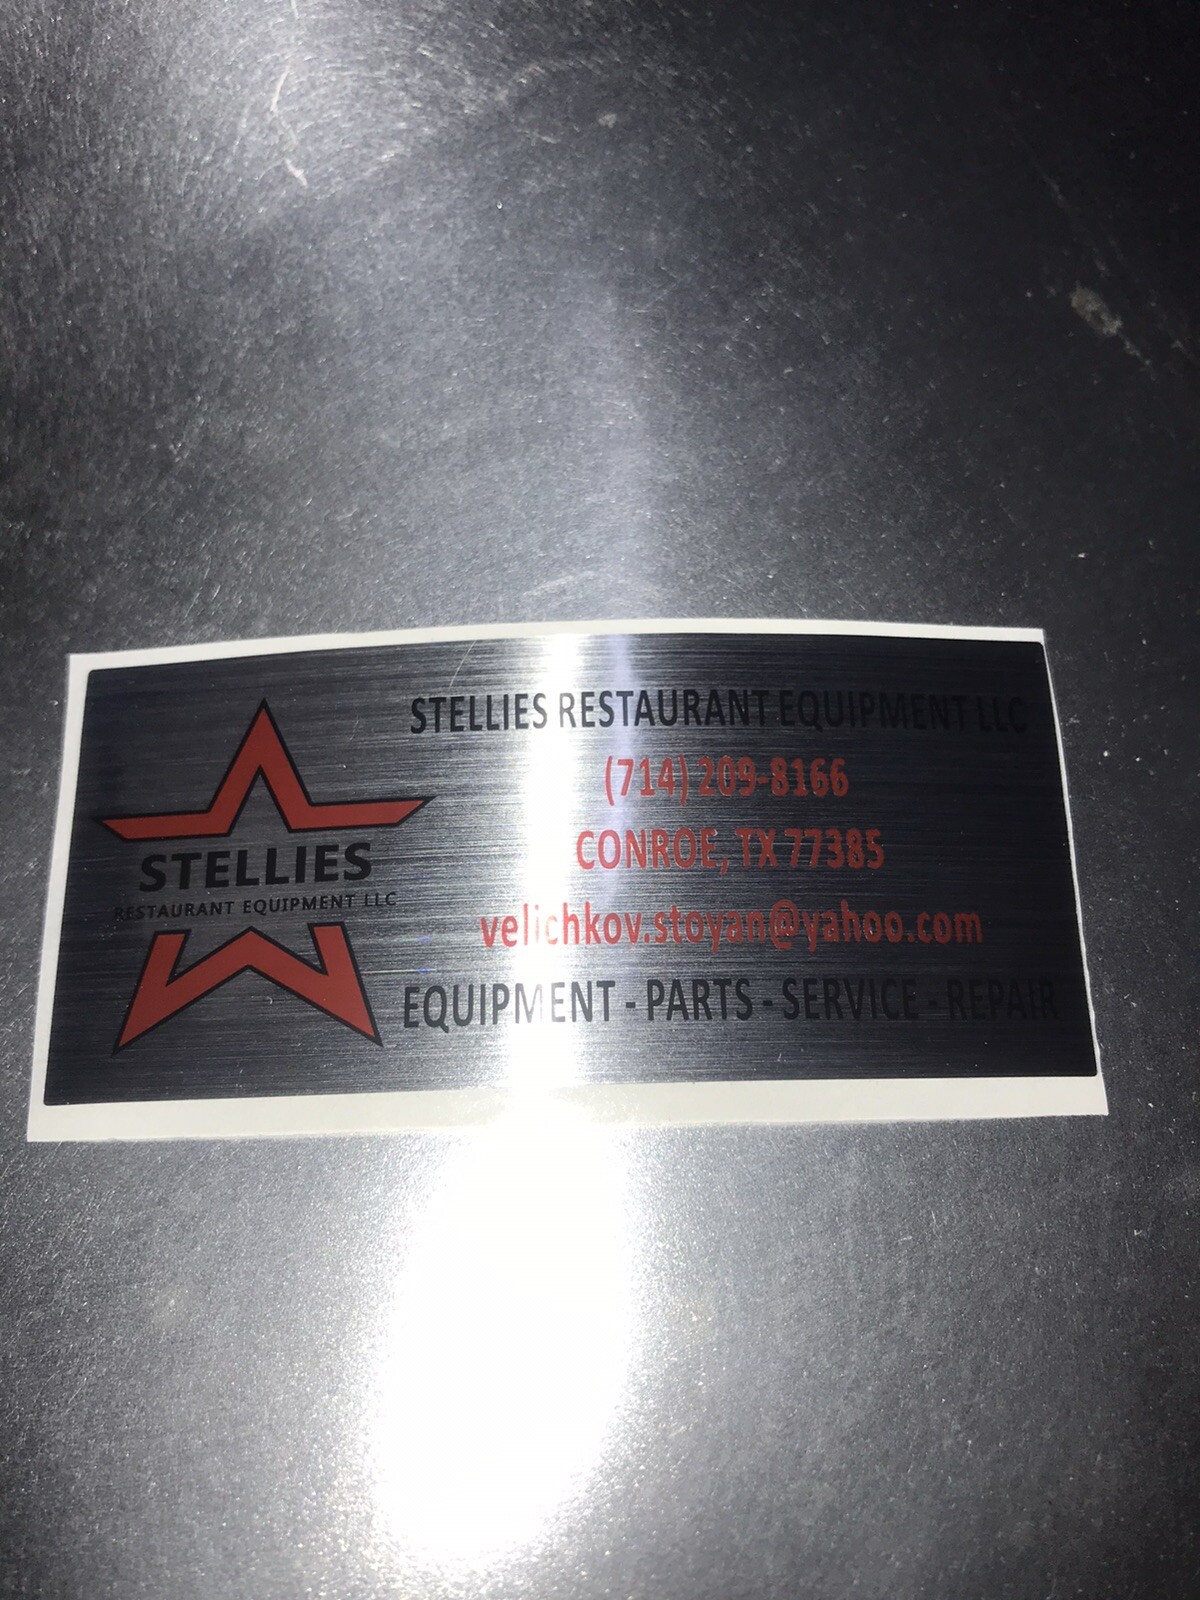 STELLIES
RESTAURANT EQUIPMENT LLC
STELLIES RESTAURANT EQUIPMENT LLC
(714) 209-8166
CONROE, TX 77385
velichkov.stoyan@yahoo.com
EQUIPMENT - PARTS - SERVICE - REPAIR